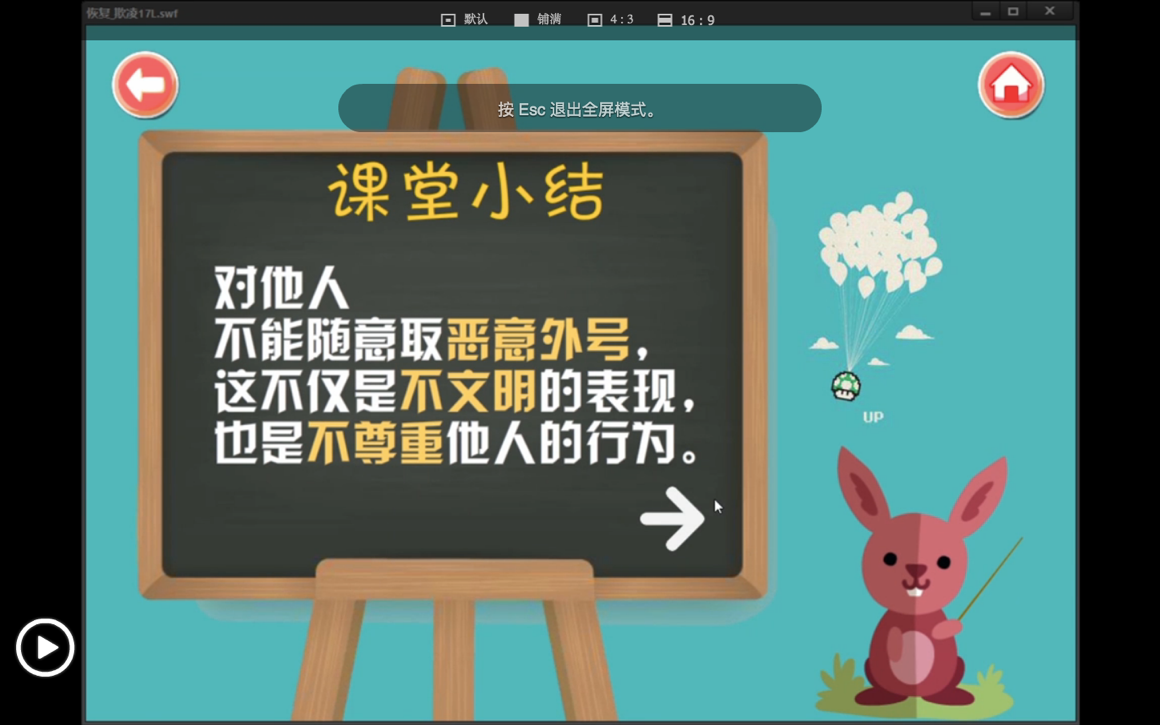 恢复_欺凌17L.swf
默认 铺满 4:3 16:9
按 Esc 退出全屏模式。
课堂小结
对他人
不能随意取恶意外号，
这不仅是不文明的表现，
也是不尊重他人的行为。
UP